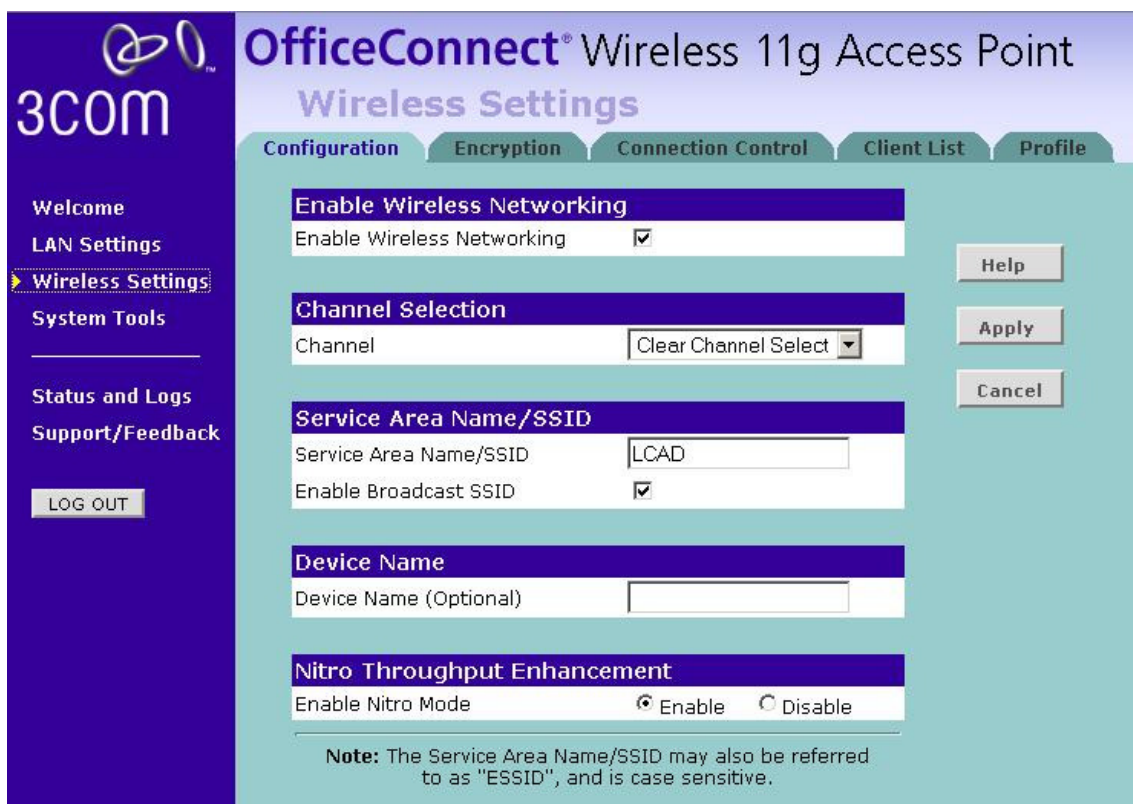 3COM TM
OfficeConnect® Wireless 11g Access Point
Wireless Settings
Configuration Encryption Connection Control Client List Profile
Welcome
LAN Settings
Wireless Settings
System Tools
Status and Logs
Support/Feedback
LOG OUT
Enable Wireless Networking
Enable Wireless Networking
Channel Selection
Channel Clear Channel Select
Service Area Name/SSID
Service Area Name/SSID LCAD
Enable Broadcast SSID
Device Name
Device Name (Optional)
Nitro Throughput Enhancement
Enable Nitro Mode Enable Disable
Note: The Service Area Name/SSID may also be referred
to as "ESSID", and is case sensitive.
Help
Apply
Cancel